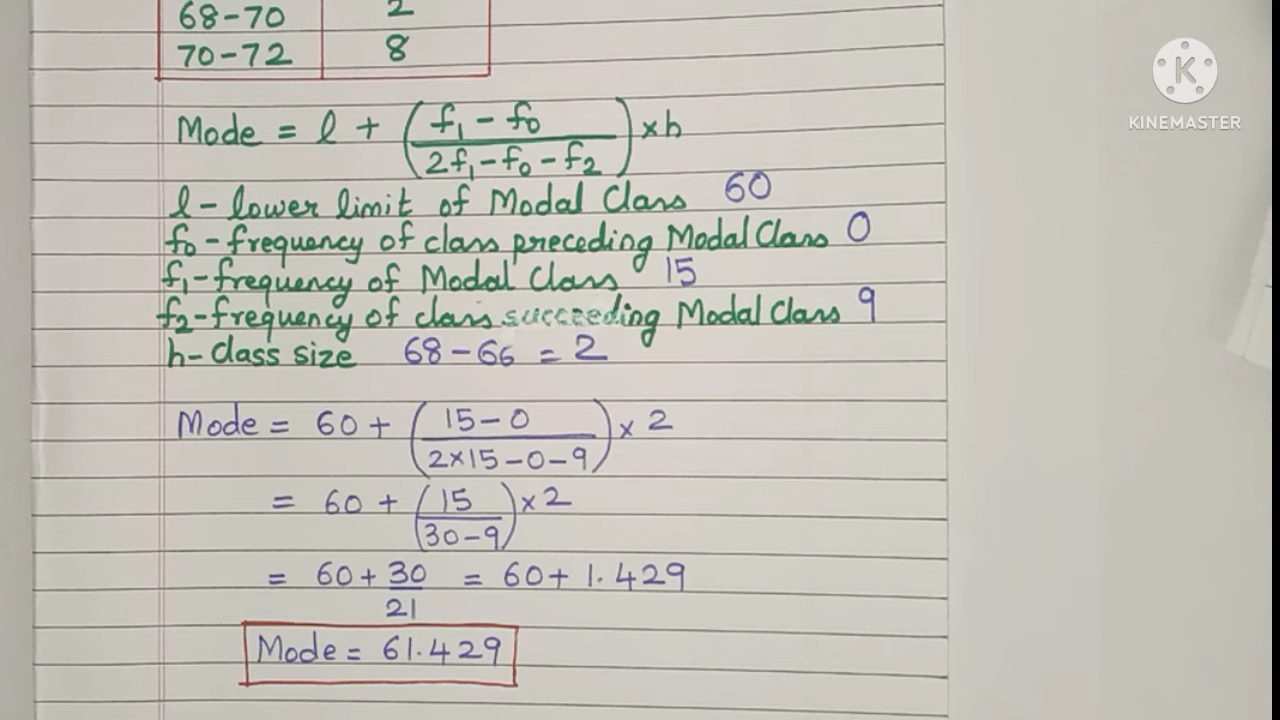 68-70 2
70-72 8
Mode = l + (f₁ - f₀ / 2f₁ - f₀ - f₂) × h
l - lower limit of Modal Class 60
f₀ - frequency of class preceding Modal Class 0
f₁ - frequency of Modal Class 15
f₂ - frequency of class succeeding Modal Class 9
h - class size 68 - 66 = 2
Mode = 60 + (15 - 0 / 2×15 - 0 - 9) × 2
= 60 + (15 / 30 - 9) × 2
= 60 + 30/21 = 60 + 1.429
Mode = 61.429
K
KINEMASTER